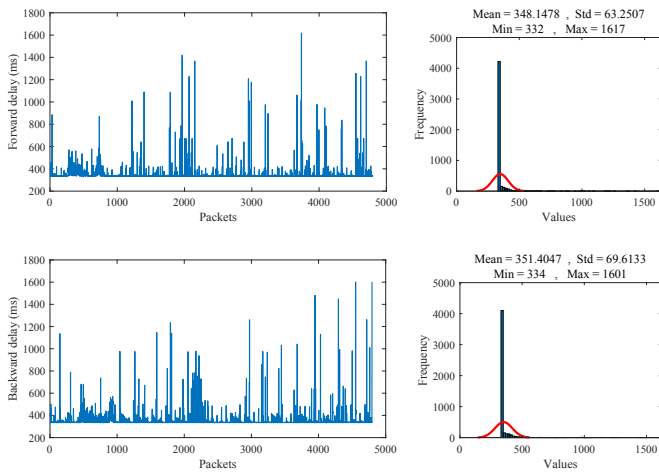 Mean = 348.1478 , Std = 63.2507
Min = 332 , Max = 1617
1800
1600
1400
1200
1000
800
600
400
200
Forward delay (ms)
0 1000 2000 3000 4000 5000
Packets
5000
4000
3000
2000
1000
0
Frequency
0 500 1000 1500
Values
Mean = 351.4047 , Std = 69.6133
Min = 334 , Max = 1601
1800
1600
1400
1200
1000
800
600
400
200
Backward delay (ms)
0 1000 2000 3000 4000 5000
Packets
5000
4000
3000
2000
1000
0
Frequency
0 500 1000 1500
Values